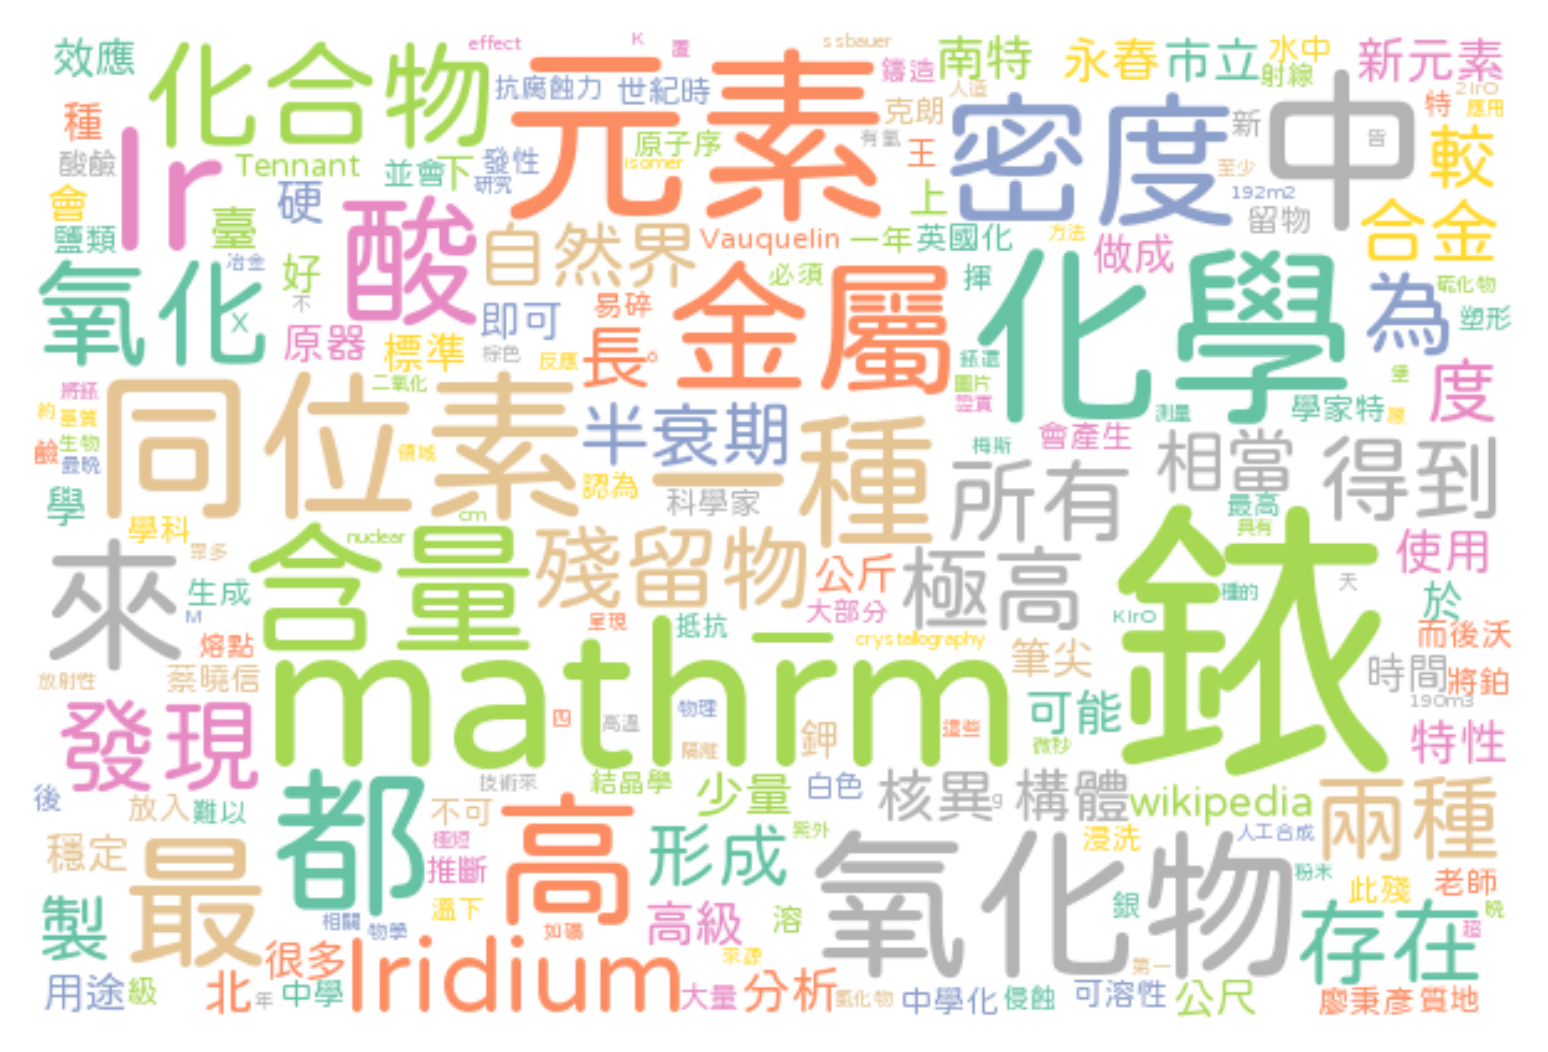 效應
化合物
effect
K
覆
元素
ssbauer
鑄造
南特
永春
市立
水中
射線
新元素
2IrO
種
抗腐蝕力
世紀時
克朗
人造
密度
中
皆
特
應用
酸鹼
Ir
Tennant
並會
下
發性
研究
原子序
isomer
有氫
王
新
至少
較
會
硬
上
192m2
留物
合金
鹽類
臺
酸
自然界
Vauquelin
一年
英國化
方法
做成
氧化
冶金
好
不
X
必須
揮
為
硫化物
塑形
原器
標準
即可
棕色
易碎
反應
長
金屬
化學
銥還
圖片
證實
堡
度
將銥
二氧化
約
基質
同位素
半衰期
一種
測量
學家特
鹼
生物
最晚
領域
梅斯
會產生
所有
相當
得到
學
認為
科學家
最高
具有
學科
眾多
cm
nuclear
來
含量
殘留物
公斤
極高
銥
使用
天
生成
M
大部分
種的
KIrO
於
呈現
抵抗
而後沃
熔點
mathrm
crystallography
筆尖
時間
將鉑
放射性
蔡曉信
190m3
發現
四
高溫
物理
隔離
鉀
這些
可能
微秒
特性
後
放入
難以
都
技術來
結晶學
少量
白色
核異
g
構體
wikipedia
兩種
不可
高
穩定
最
極短
推斷
形成
紫外
氧化物
浸洗
人工合成
粉末
此殘
老師
製
溫下
高級
溶
銀
存在
晚
超
相關
物學
如礦
很多
Iridium
來源
第一
用途
級
北
年
中學
大量
分析
氯化物
中學化
侵蝕
可溶性
公尺
廖秉彥
質地